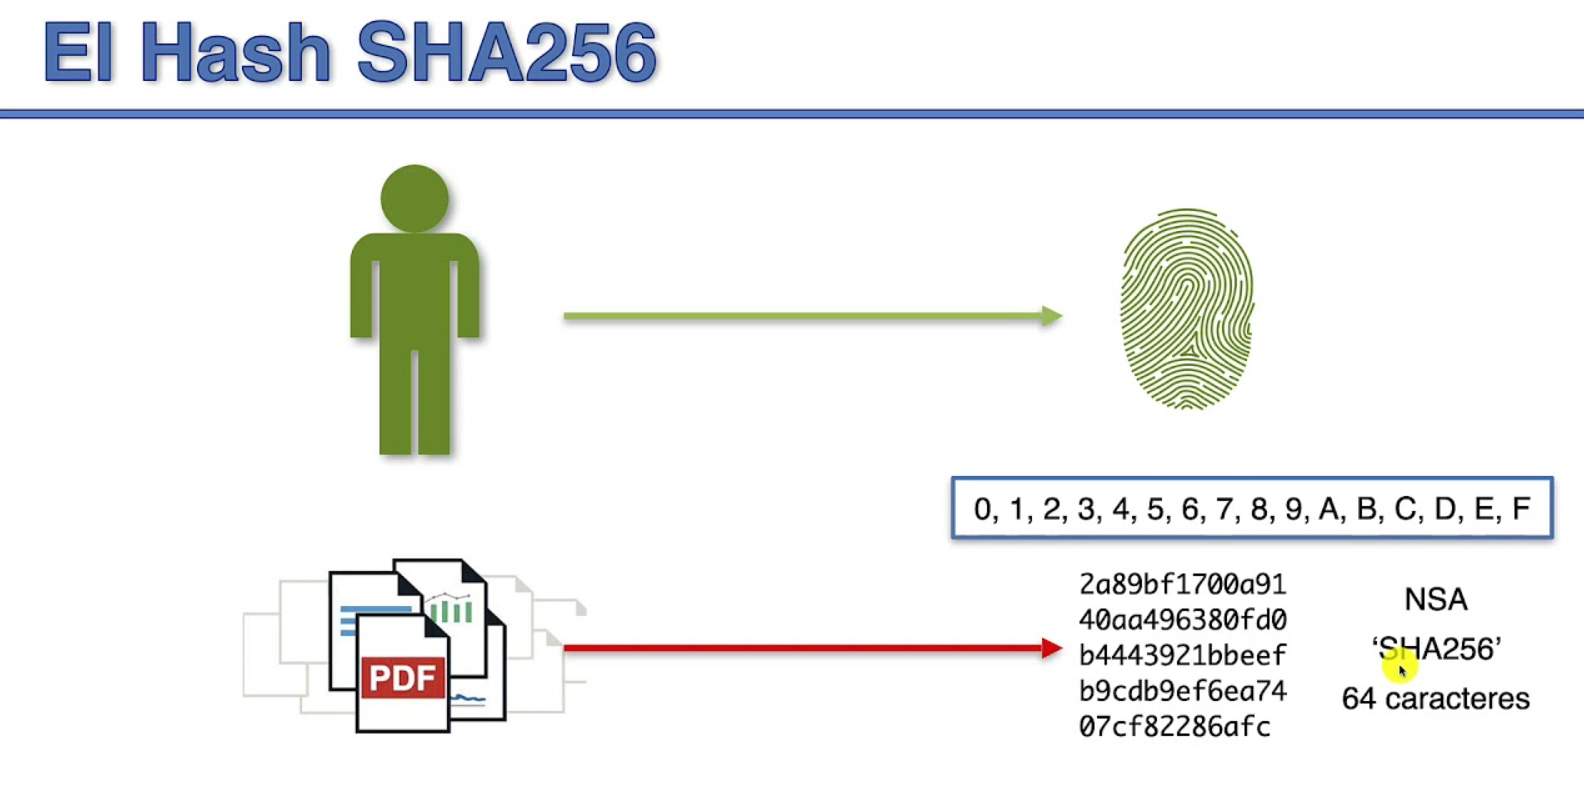 El Hash SHA256
0, 1, 2, 3, 4, 5, 6, 7, 8, 9, A, B, C, D, E, F
PDF
2a89bf1700a91
40aa496380fd0
b4443921bbeef
b9cdb9ef6ea74
07cf82286afc
NSA
‘SHA256’
64 caracteres